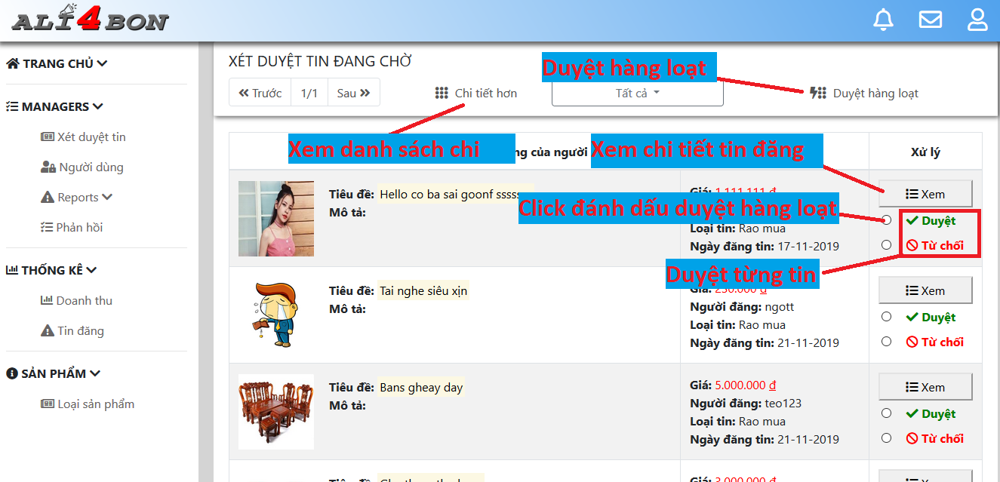 ALI4BON
TRANG CHỦ
MANAGERS
Xét duyệt tin
Người dùng
Reports
Phản hồi
THỐNG KÊ
Doanh thu
Tin đăng
SẢN PHẨM
Loại sản phẩm
XÉT DUYỆT TIN ĐANG CHỜ
Duyệt hàng loạt
Trước 1/1 Sau Chi tiết hơn Tất cả Duyệt hàng loạt
Xem danh sách chi
của người
Xem chi tiết tin đăng
Xử lý
Tiêu đề: Hello co ba sai goonf
Mô tả:
Giá: 1.111.111 đ
Click đánh dấu duyệt hàng loạt
Loại tin: Rao mua
Ngày đăng tin: 17-11-2019
Xem
Duyệt
Từ chối
Duyệt từng tin
Tiêu đề: Tai nghe siêu xịn
Mô tả:
Giá: 250.000 đ
Người đăng: ngott
Loại tin: Rao mua
Ngày đăng tin: 21-11-2019
Xem
Duyệt
Từ chối
Tiêu đề: Bans gheay day
Mô tả:
Giá: 5.000.000 đ
Người đăng: teo123
Loại tin: Rao mua
Ngày đăng tin: 21-11-2019
Xem
Duyệt
Từ chối
Giá: 3.000.000 đ
Xem